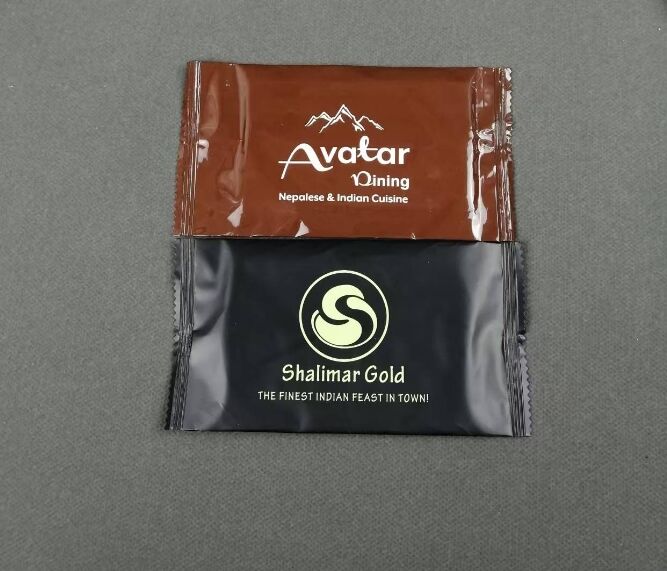 Avatar
Dining
Nepalese & Indian Cuisine
Shalimar Gold
THE FINEST INDIAN FEAST IN TOWN!